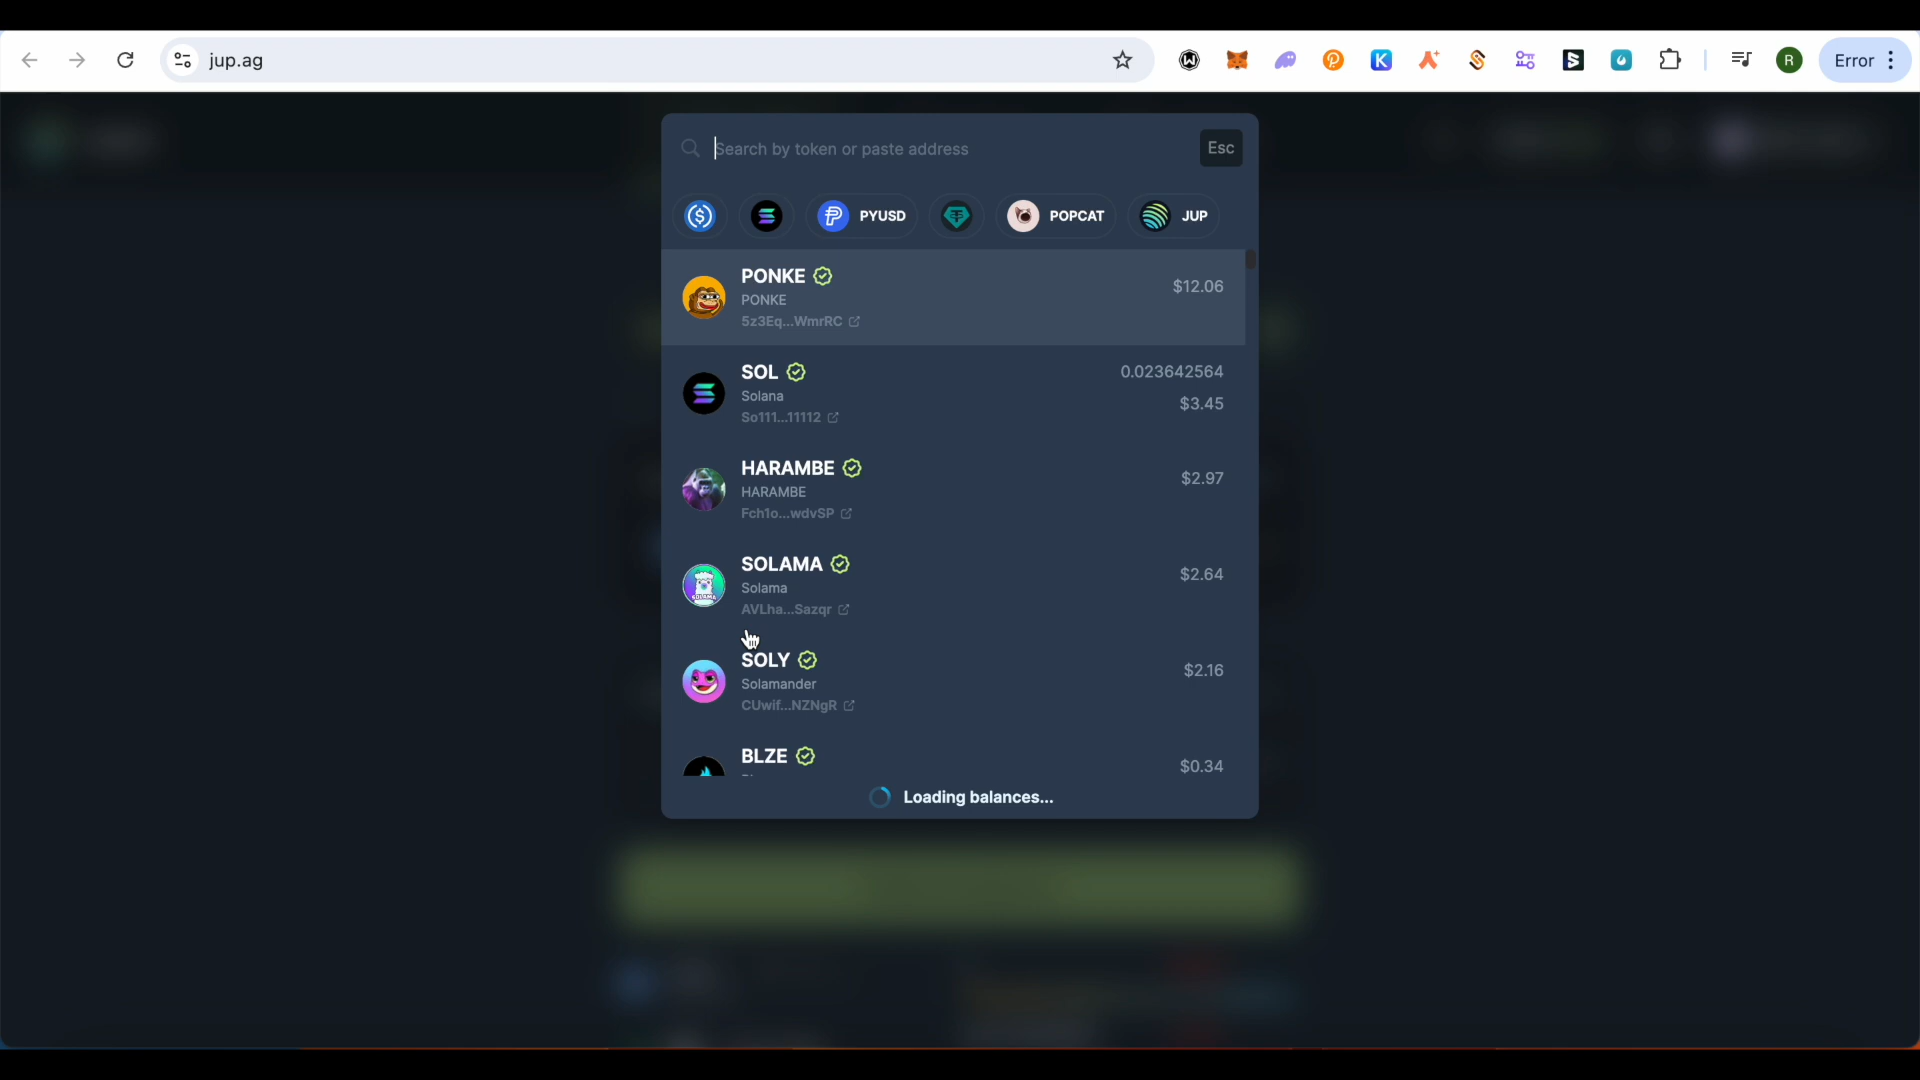 jup.ag
R
Error
Search by token or paste address
Esc
PYUSD
POPCAT
JUP
PONKE
PONKE
5z3Eq...WmrRC
$12.06
SOL
Solana
So111...11112
0.023642564
$3.45
HARAMBE
HARAMBE
Fch1o...wdvSP
$2.97
SOLAMA
Solama
AVLha...Sazqr
$2.64
SOLY
Solamander
CUwif...NZNgR
$2.16
BLZE
$0.34
Loading balances...